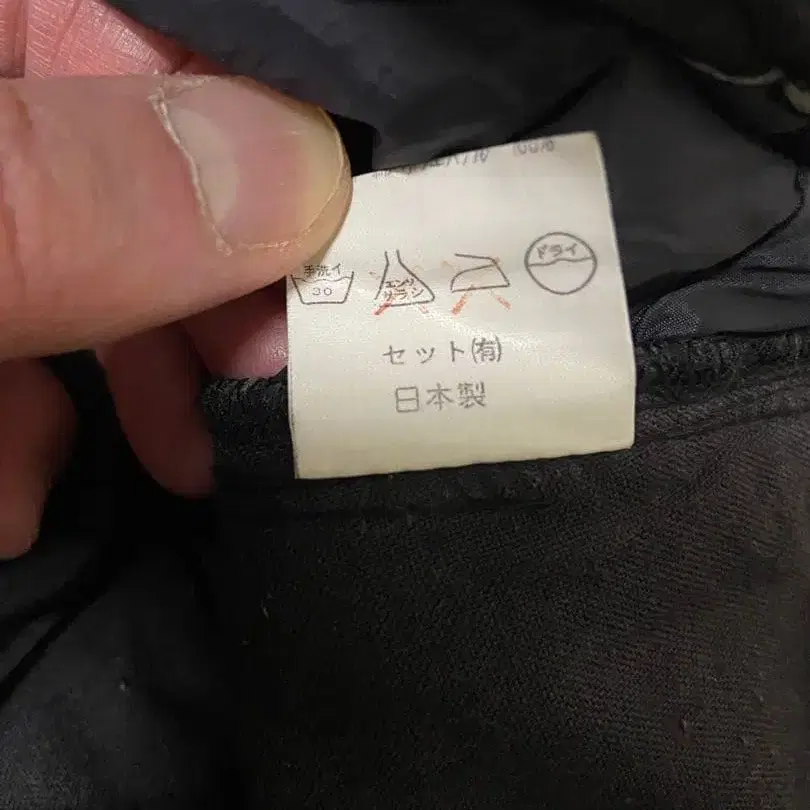 100%
手洗イ 30 エンソサラシ ドライ
セット(有)
日本製